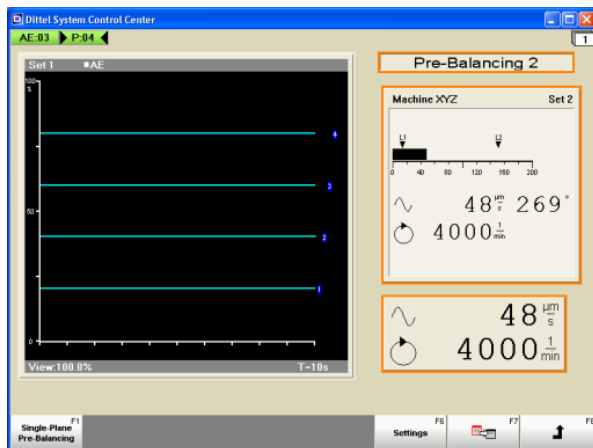 Dittel System Control Center
AE:03 P:04
1
Set 1 ■AE
Pre-Balancing 2
100
%
50
0
4
3
2
1
View:100.0% T-10s
Machine XYZ Set 2
L1 L2
0 40 80 120 160 200
48 µm/s 269°
4000 1/min
48 µm/s
4000 1/min
F1
Single-Plane
Pre-Balancing
F6
Settings
F7
F8